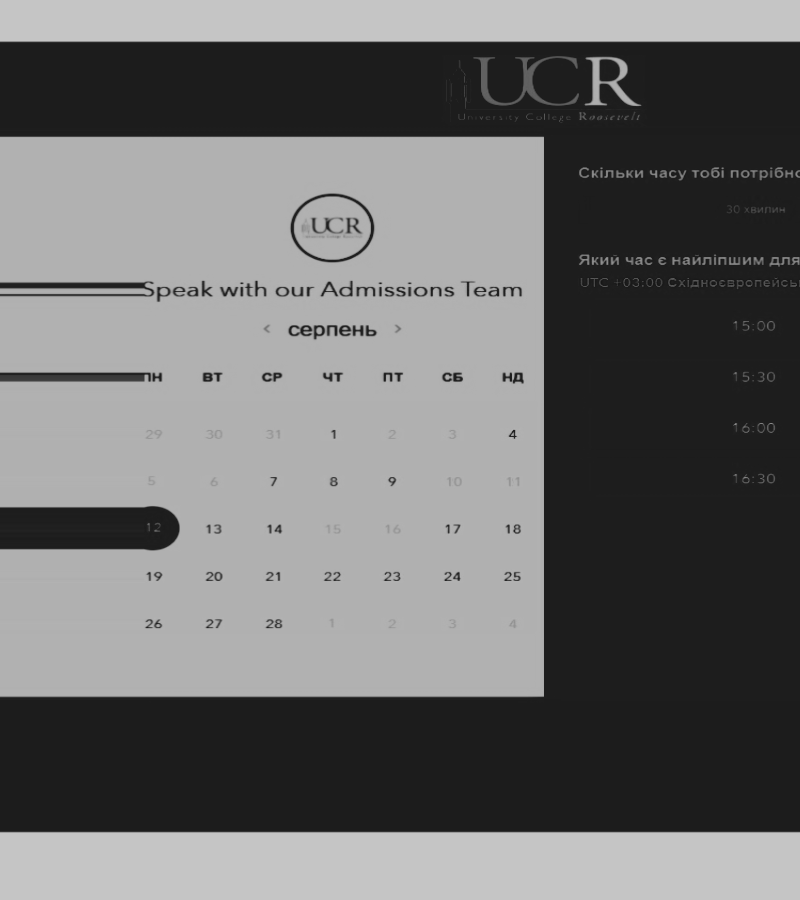 UCR
University College Roosevelt
UCR
Speak with our Admissions Team
< серпень >
ПН ВТ СР ЧТ ПТ СБ НД
29 30 31 1 2 3 4
5 6 7 8 9 10 11
12 13 14 15 16 17 18
19 20 21 22 23 24 25
26 27 28 1 2 3 4
Скільки часу тобі потрібно
30 хвилин
Який час є найліпшим для
UTC +03:00 Східноєвропейсь
15:00
15:30
16:00
16:30